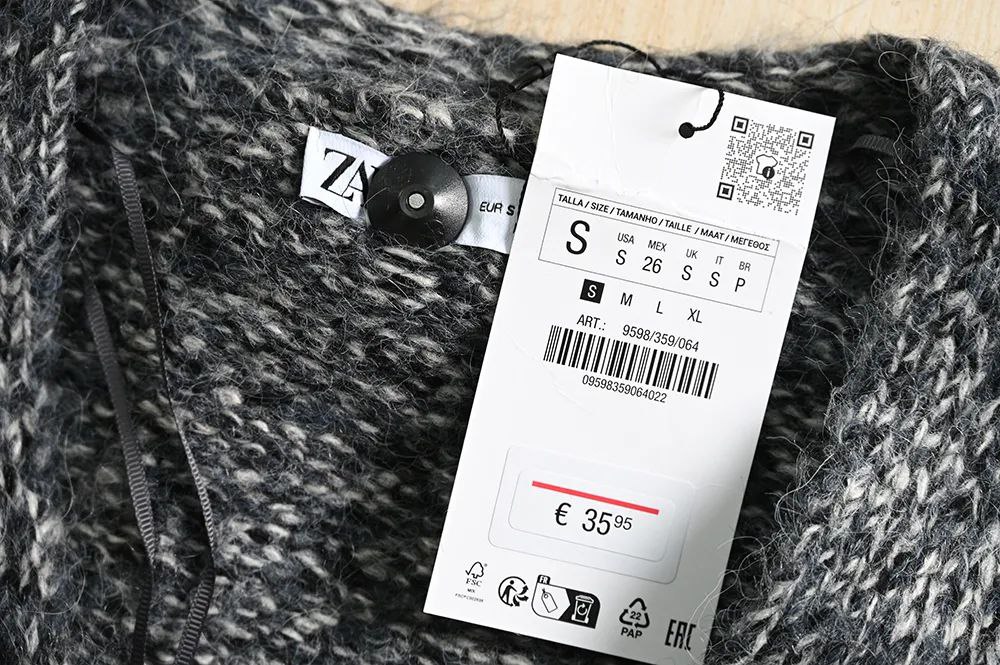 ZA
EUR S
TALLA / SIZE / TAMANHO / TAILLE / MAAT / ΜΕΓΕΘΟΣ
S
USA MEX UK IT BR
S 26 S S P
S M L XL
ART.: 9598/359/064
09598359064022
€ 35 95
FSC
MIX
FR
22
PAP
EAC